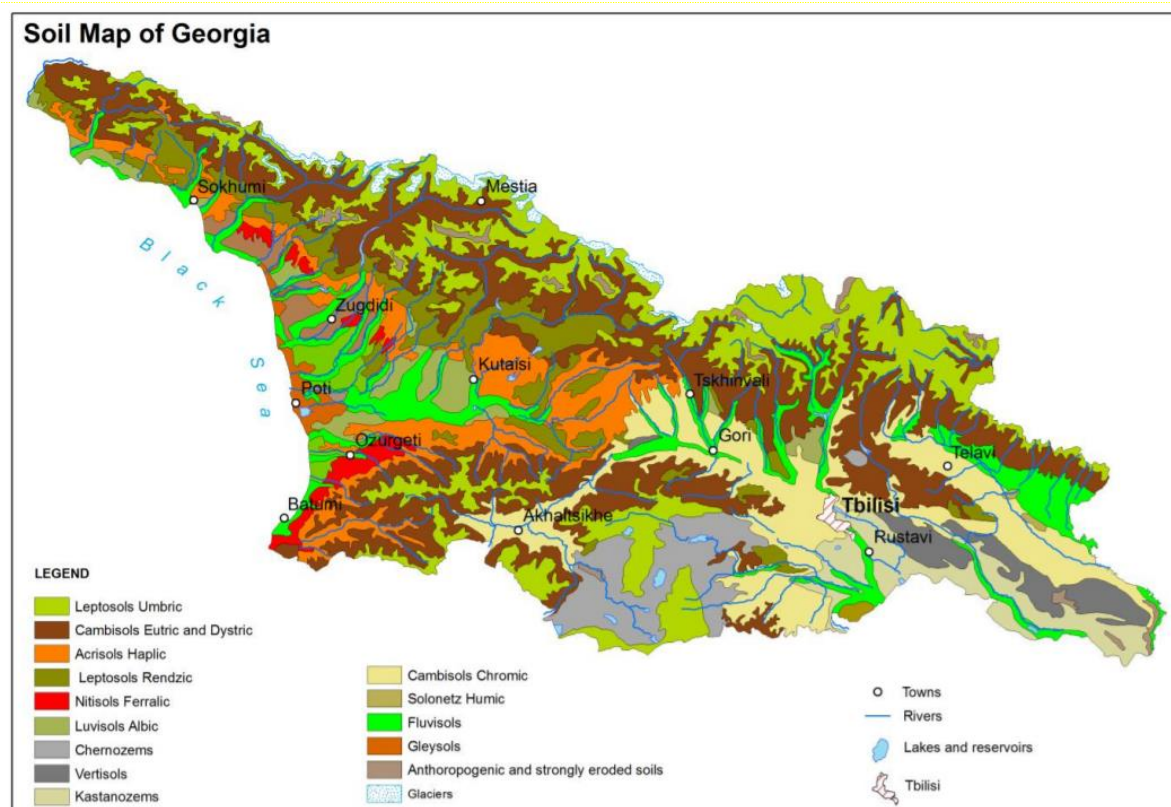 Soil Map of Georgia
Sokhumi
Mestia
Black
Sea
Zugdidi
Kutaisi
Tskhinvali
Poti
Gori
Ozurgeti
Telavi
Batumi
Akhaltsikhe
Tbilisi
Rustavi
LEGEND
Leptosols Umbric
Cambisols Eutric and Dystric
Acrisols Haplic
Leptosols Rendzic
Nitisols Ferralic
Luvisols Albic
Chernozems
Vertisols
Kastanozems
Cambisols Chromic
Solonetz Humic
Fluvisols
Gleysols
Anthoropogenic and strongly eroded soils
Glaciers
Towns
Rivers
Lakes and reservoirs
Tbilisi